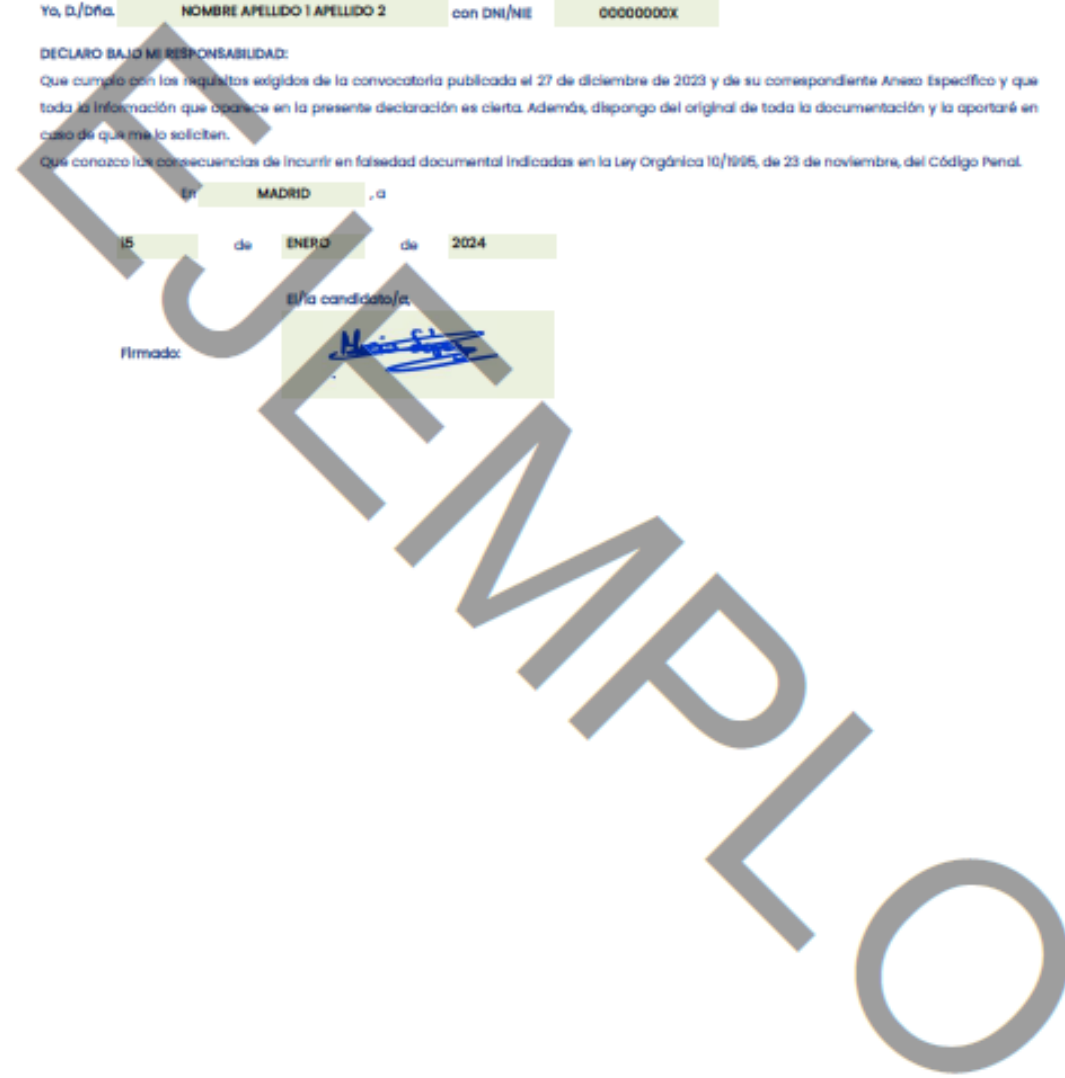 Yo, D./Dña. NOMBRE APELLIDO 1 APELLIDO 2 con DNI/NIE 00000000X
DECLARO BAJO MI RESPONSABILIDAD:
Que cumplo con los requisitos exigidos de la convocatoria publicada el 27 de diciembre de 2023 y de su correspondiente Anexo Específico y que
toda la información que aparece en la presente declaración es cierta. Además, dispongo del original de toda la documentación y la aportaré en
caso de que me lo soliciten.
Que conozco las consecuencias de incurrir en falsedad documental indicadas en la Ley Orgánica 10/1995, de 23 de noviembre, del Código Penal.
En MADRID , a
15 de ENERO de 2024
El/la candidato/a,
Firmado:
EJEMPLO